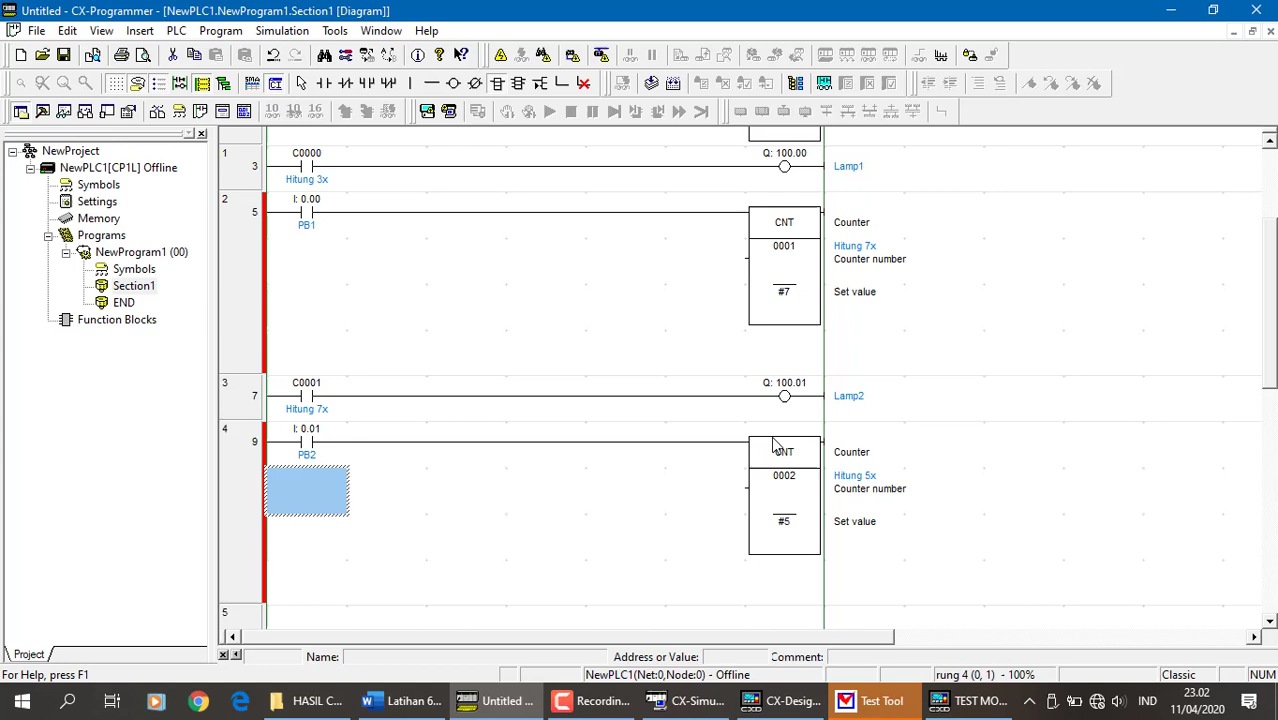 Untitled - CX-Programmer - [NewPLC1.NewProgram1.Section1 [Diagram]]
File Edit View Insert PLC Program Simulation Tools Window Help
10 10 16
NewProject
NewPLC1[CP1L] Offline
Symbols
Settings
Memory
Programs
NewProgram1 (00)
Symbols
Section1
END
Function Blocks
Project
1
3
C0000
Hitung 3x
Q: 100.00
Lamp1
2
5
I: 0.00
PB1
CNT
Counter
0001
Hitung 7x
Counter number
#7
Set value
3
7
C0001
Hitung 7x
Q: 100.01
Lamp2
4
9
I: 0.01
PB2
CNT
Counter
0002
Hitung 5x
Counter number
#5
Set value
5
Name: Address or Value: Comment:
For Help, press F1 NewPLC1(Net:0,Node:0) - Offline rung 4 (0, 1) - 100% Classic NUM
HASIL C... Latihan 6... Untitled ... Recordin... CX-Simu... CX-Desig... Test Tool TEST MO... IND 23.02
11/04/2020